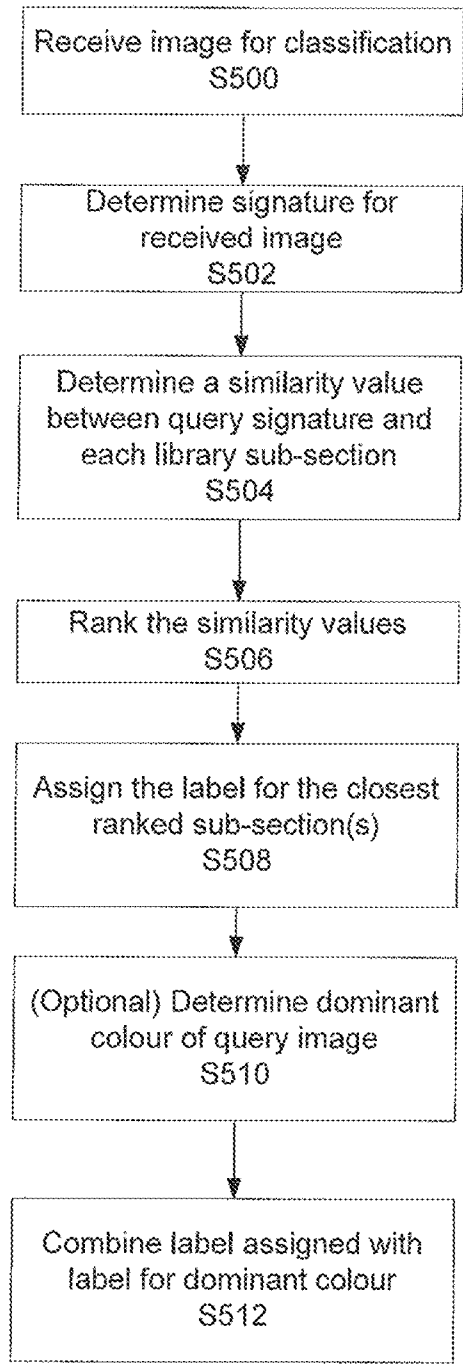 Receive image for classification
S500
Determine signature for
received image
S502
Determine a similarity value
between query signature and
each library sub-section
S504
Rank the similarity values
S506
Assign the label for the closest
ranked sub-section(s)
S508
(Optional) Determine dominant
colour of query image
S510
Combine label assigned with
label for dominant colour
S512